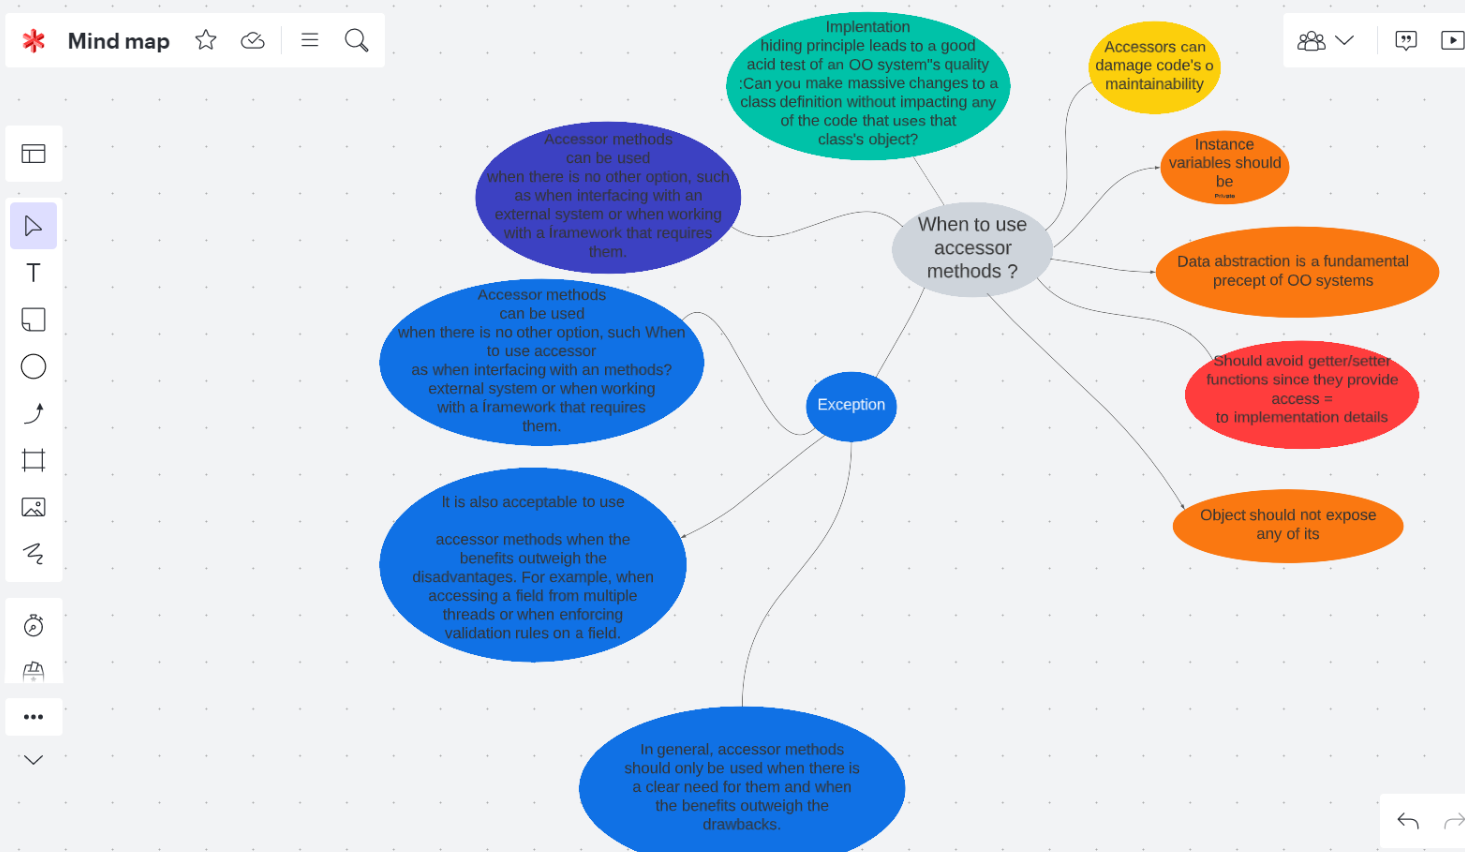 Mind map
Implentation
hiding principle leads to a good
acid test of an OO system"s quality
:Can you make massive changes to a
class definition without impacting any
of the code that uses that
class's object?
Accessors can
damage code's o
maintainability
Accessor methods
can be used
when there is no other option, such
as when interfacing with an
external system or when working
with a framework that requires
them.
Instance
variables should
be
Private
When to use
accessor
methods ?
Data abstraction is a fundamental
precept of OO systems
Accessor methods
can be used
when there is no other option, such When
to use accessor
as when interfacing with an methods?
external system or when working
with a framework that requires
them.
Exception
Should avoid getter/setter
functions since they provide
access =
to implementation details
It is also acceptable to use
accessor methods when the
benefits outweigh the
disadvantages. For example, when
accessing a field from multiple
threads or when enforcing
validation rules on a field.
Object should not expose
any of its
In general, accessor methods
should only be used when there is
a clear need for them and when
the benefits outweigh the
drawbacks.